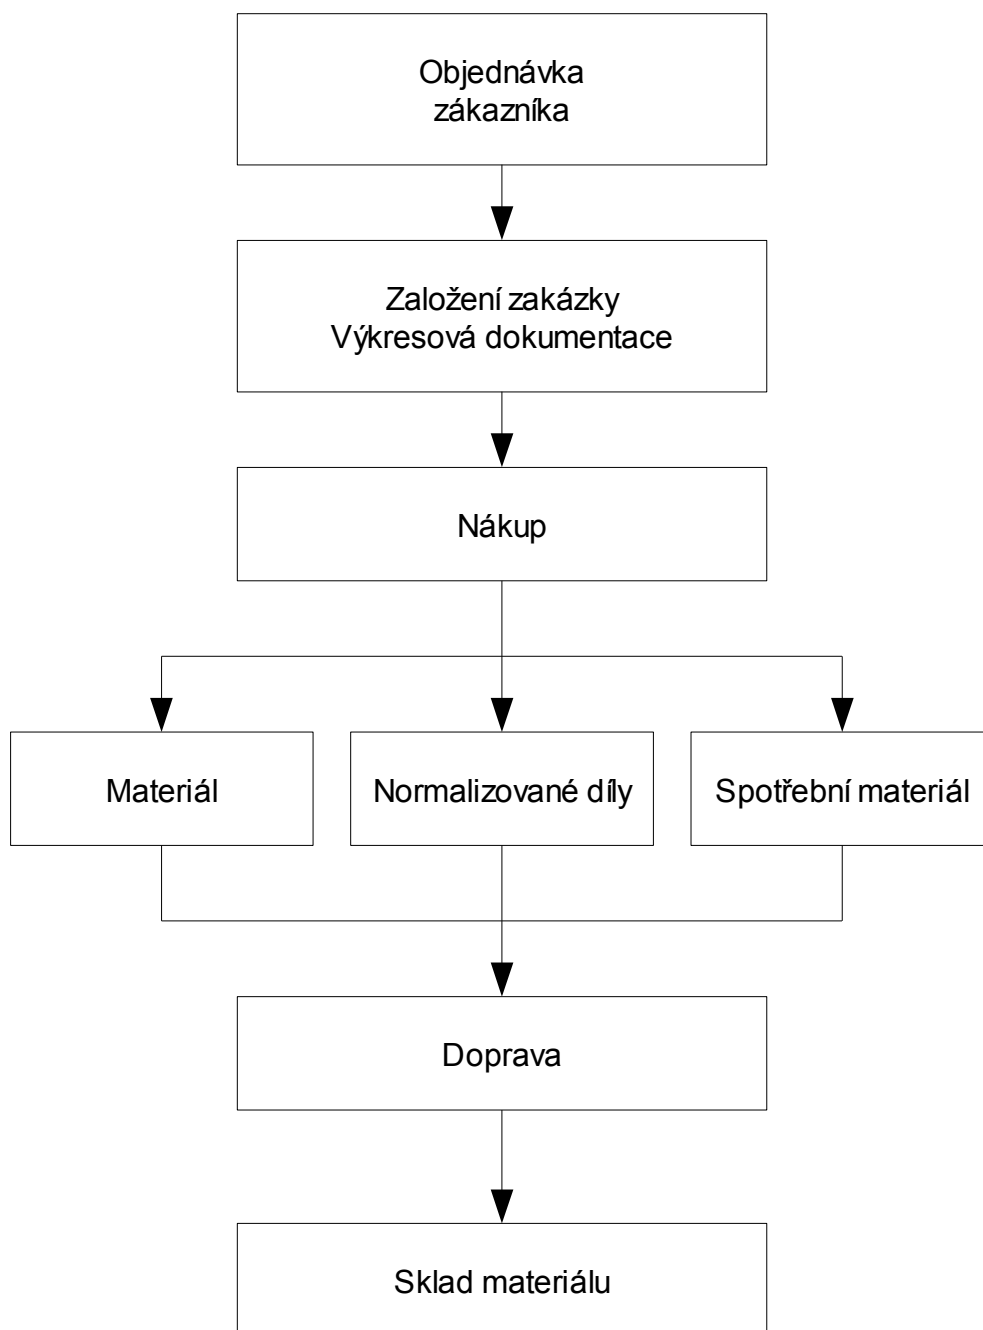 Objednávka
zákazníka
Založení zakázky
Výkresová dokumentace
Nákup
Materiál
Normalizované díly
Spotřební materiál
Doprava
Sklad materiálu